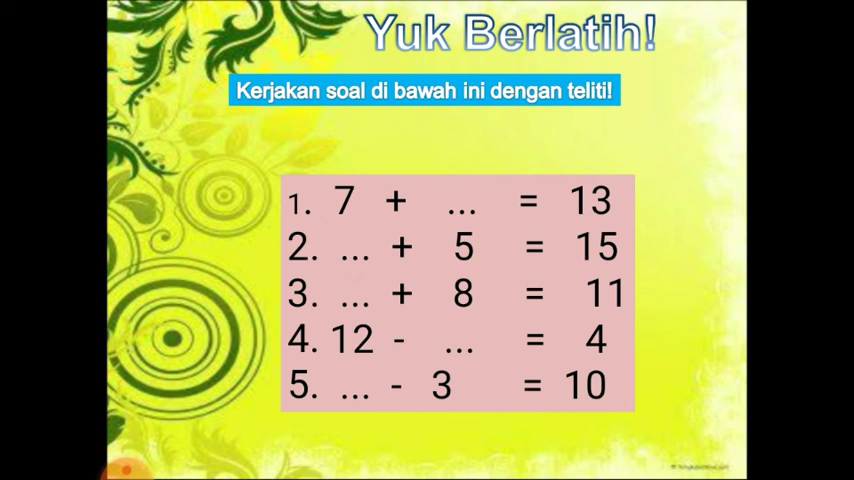 Yuk Berlatih!
Kerjakan soal di bawah ini dengan teliti!
1. 7 + ... = 13
2. ... + 5 = 15
3. ... + 8 = 11
4. 12 - ... = 4
5. ... - 3 = 10